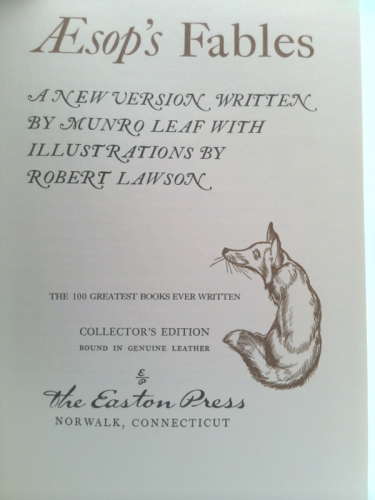 Æsop's Fables
A NEW VERSION WRITTEN
BY MUNRO LEAF WITH
ILLUSTRATIONS BY
ROBERT LAWSON
THE 100 GREATEST BOOKS EVER WRITTEN
COLLECTOR'S EDITION
BOUND IN GENUINE LEATHER
E
P
the Easton Press
NORWALK, CONNECTICUT